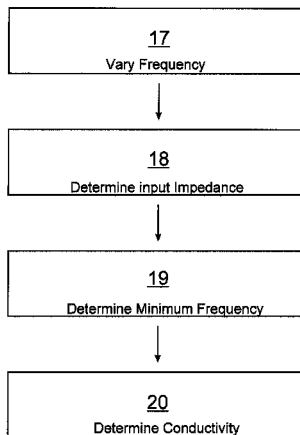 17
Vary Frequency
18
Determine input Impedance
19
Determine Minimum Frequency
20
Determine Conductivity